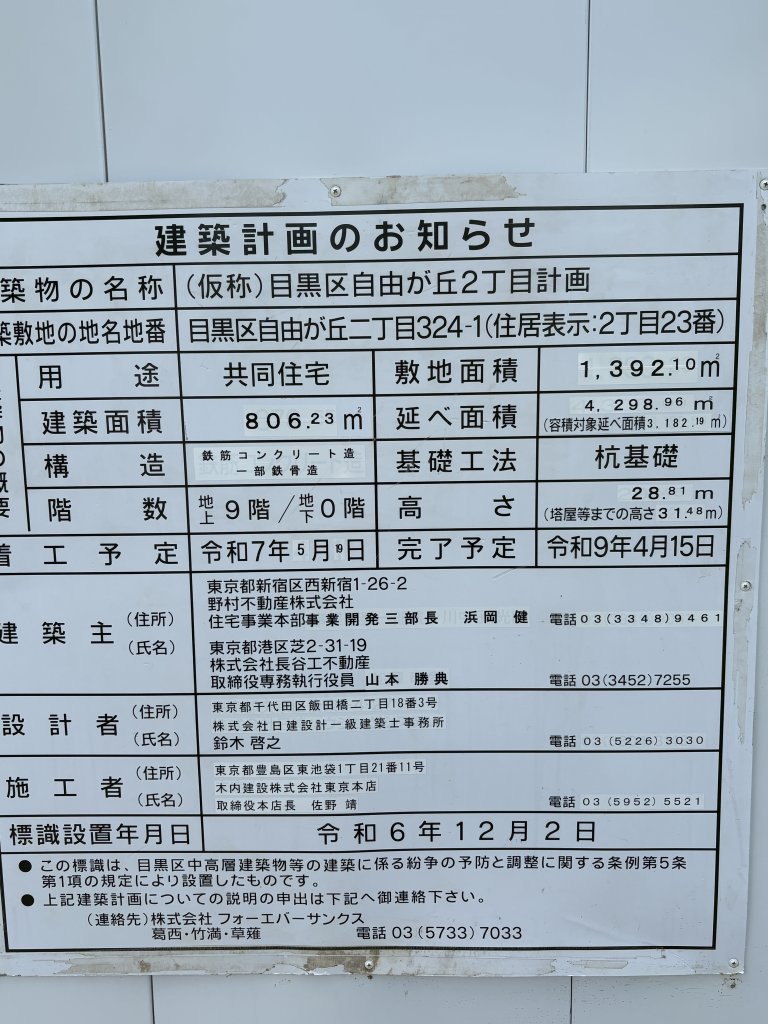 建築計画のお知らせ
築物の名称 (仮称)目黒区自由が丘2丁目計画
築敷地の地名地番 目黒区自由が丘二丁目324-1(住居表示:2丁目23番)
用途 共同住宅 敷地面積 1,392.10㎡
建築面積 806.23㎡ 延べ面積 4,298.96㎡
(容積対象延べ面積3,182.19㎡)
構造 鉄筋コンクリート造
一部鉄骨造
基礎工法 杭基礎
階数 地上9階/地下0階 高さ 28.81m
(塔屋等までの高さ31.48m)
概要
着工予定 令和7年5月19日 完了予定 令和9年4月15日
建築主 (住所)
(氏名)
東京都新宿区西新宿1-26-2
野村不動産株式会社
住宅事業本部事業開発三部長 浜岡 健 電話03(3348)9461
東京都港区芝2-31-19
株式会社長谷工不動産
取締役専務執行役員 山本 勝典 電話03(3452)7255
設計者 (住所)
(氏名)
東京都千代田区飯田橋二丁目18番3号
株式会社日建設計一級建築士事務所
鈴木 啓之 電話03(5226)3030
施工者 (住所)
(氏名)
東京都豊島区東池袋1丁目21番11号
木内建設株式会社東京本店
取締役本店長 佐野 靖 電話03(5952)5521
標識設置年月日 令和6年12月2日
● この標識は、目黒区中高層建築物等の建築に係る紛争の予防と調整に関する条例第5条
第1項の規定により設置したものです。
● 上記建築計画についての説明の申出は下記へ御連絡下さい。
(連絡先)株式会社 フォーエバーサンクス
葛西・竹満・草薙 電話03(5733)7033